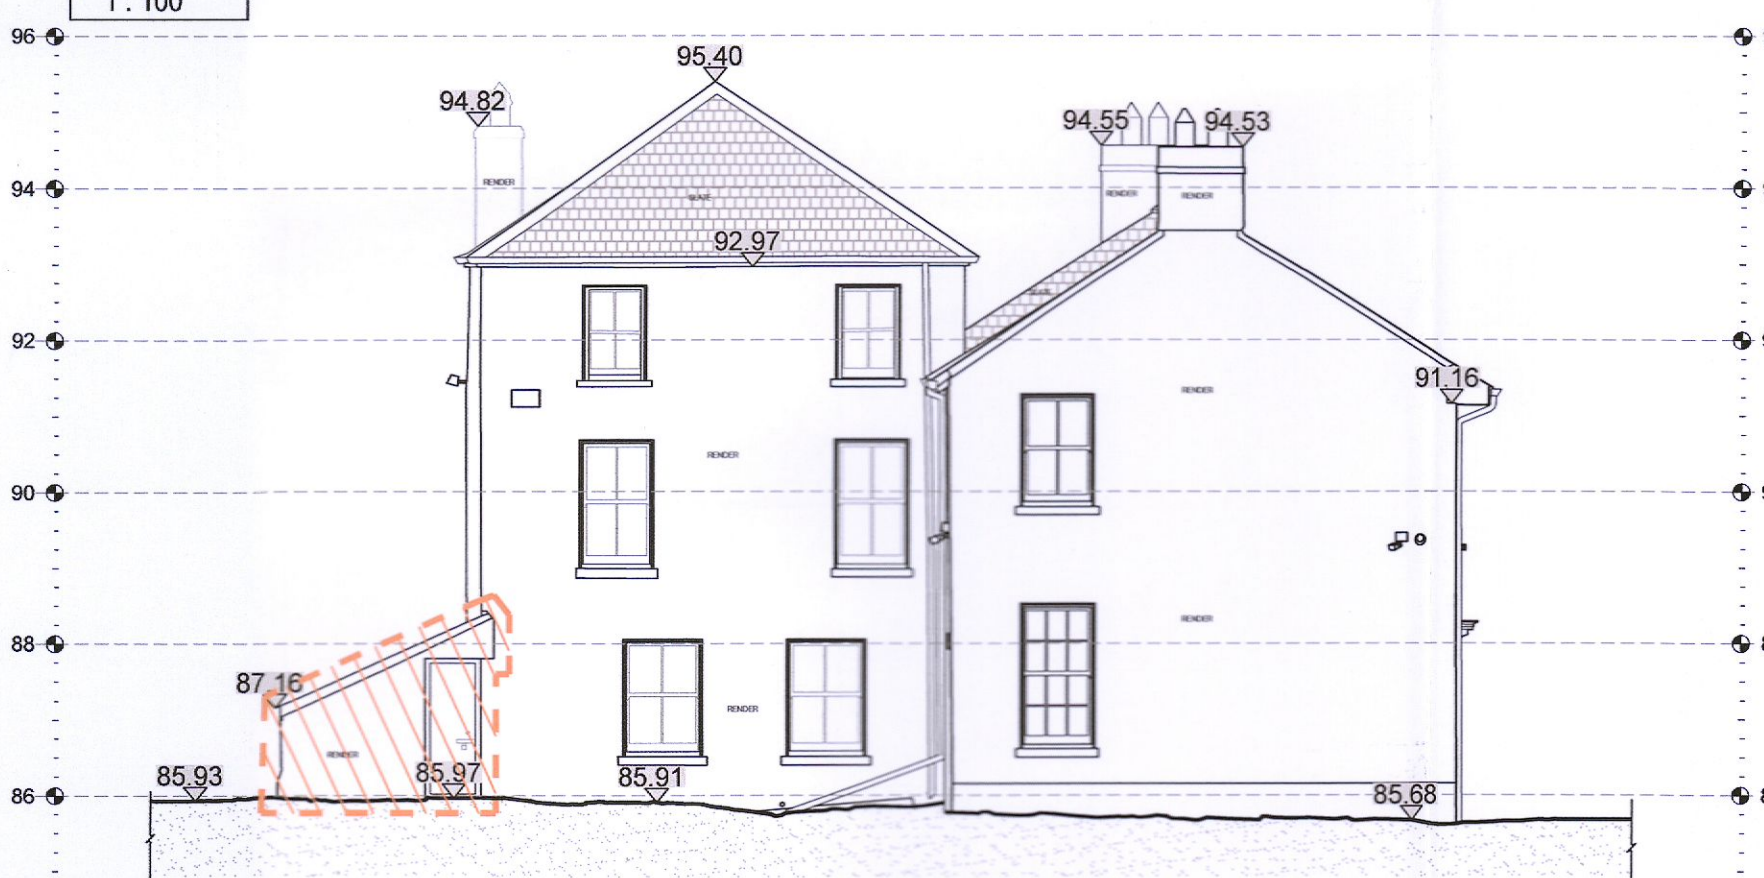 1 : 100
96
95.40
94.82
94.55
94.53
RENDER
94
RENDER
RENDER
SLATE
92.97
SLATE
92
91.16
RENDER
RENDER
90
RENDER
88
87.16
RENDER
RENDER
85.93
85.97
85.91
86
85.68